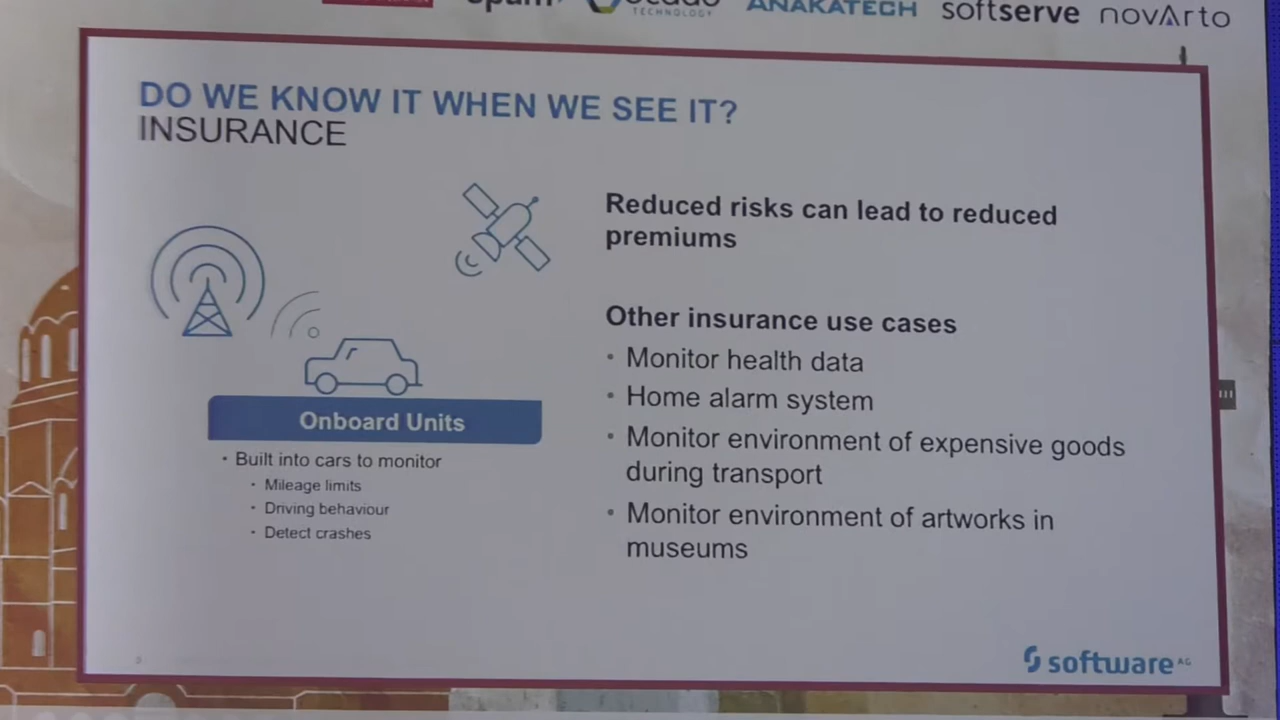 TECHNOLOGY
ANAKATECH
softserve
novArto
DO WE KNOW IT WHEN WE SEE IT?
INSURANCE
Onboard Units
• Built into cars to monitor
• Mileage limits
• Driving behaviour
• Detect crashes
Reduced risks can lead to reduced
premiums
Other insurance use cases
• Monitor health data
• Home alarm system
• Monitor environment of expensive goods
during transport
• Monitor environment of artworks in
museums
software AG